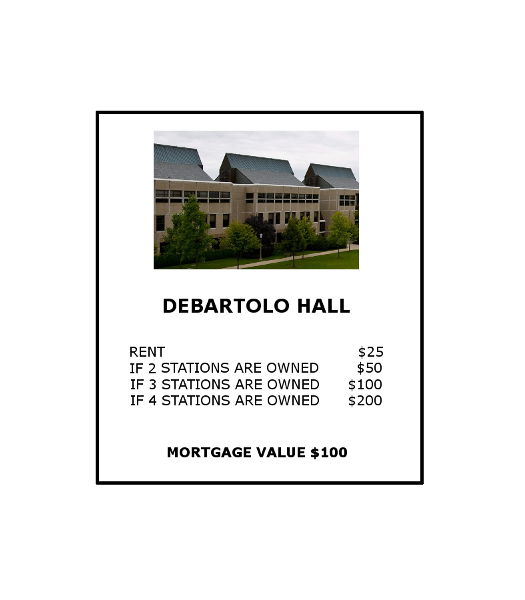 DEBARTOLO HALL
RENT $25
IF 2 STATIONS ARE OWNED $50
IF 3 STATIONS ARE OWNED $100
IF 4 STATIONS ARE OWNED $200
MORTGAGE VALUE $100